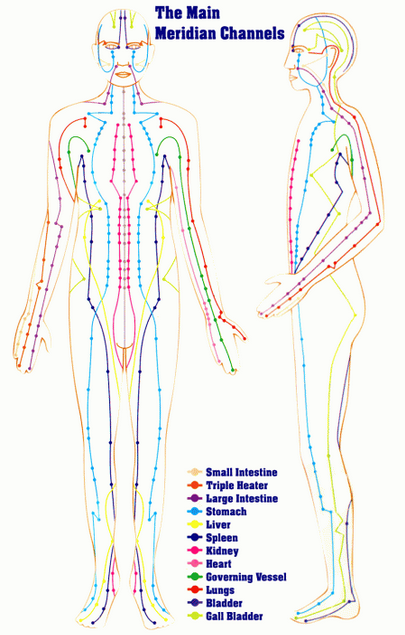 The Main
Meridian Channels
Small Intestine
Triple Heater
Large Intestine
Stomach
Liver
Spleen
Kidney
Heart
Governing Vessel
Lungs
Bladder
Gall Bladder